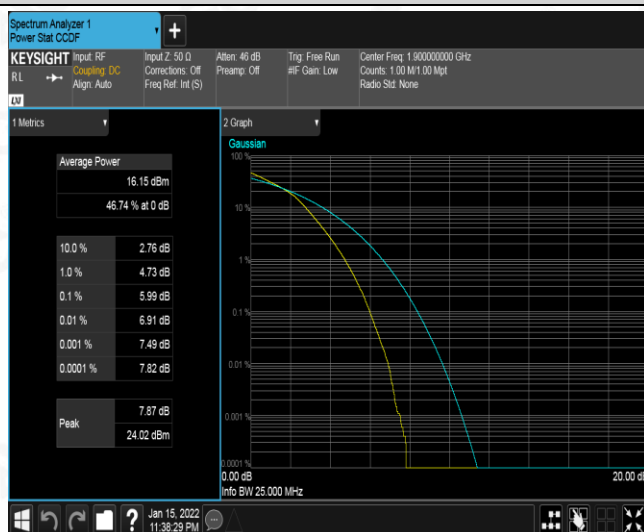 Spectrum Analyzer 1
Power Stat CCDF
+
KEYSIGHT
RL
LXI
Input: RF
Coupling: DC
Align: Auto
Input Z: 50 Ω
Corrections: Off
Freq Ref: Int (S)
Atten: 46 dB
Preamp: Off
Trig: Free Run
#IF Gain: Low
Center Freq: 1.900000000 GHz
Counts: 1.00 M/1.00 Mpt
Radio Std: None
1 Metrics
Average Power
16.15 dBm
46.74 % at 0 dB
10.0 % 2.76 dB
1.0 % 4.73 dB
0.1 % 5.99 dB
0.01 % 6.91 dB
0.001 % 7.49 dB
0.0001 % 7.82 dB
Peak
7.87 dB
24.02 dBm
2 Graph
Gaussian
100 %
10 %
1 %
0.1 %
0.01 %
0.001 %
0.0001 %
0.00 dB
20.00 dB
Info BW 25.000 MHz
?
Jan 15, 2022
11:38:29 PM